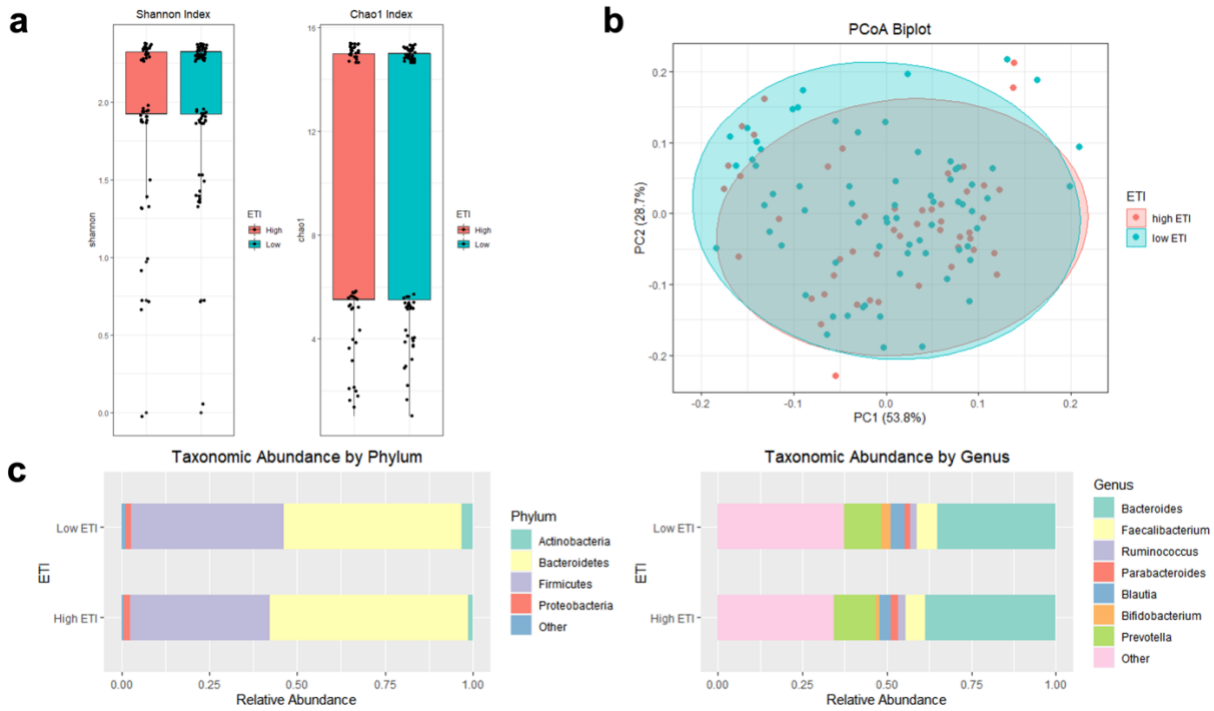 a
Shannon Index
2.0
1.5
1.0
0.5
0.0
shannon
ETI
High
Low
Chao1 Index
16
12
8
4
chao1
ETI
High
Low
b
PCoA Biplot
0.2
0.1
0.0
-0.1
-0.2
PC2 (28.7%)
-0.2
-0.1
0.0
0.1
0.2
PC1 (53.8%)
ETI
high ETI
low ETI
c
Taxonomic Abundance by Phylum
Low ETI
High ETI
ETI
0.00
0.25
0.50
0.75
1.00
Relative Abundance
Phylum
Actinobacteria
Bacteroidetes
Firmicutes
Proteobacteria
Other
Taxonomic Abundance by Genus
Low ETI
High ETI
ETI
0.00
0.25
0.50
0.75
1.00
Relative Abundance
Genus
Bacteroides
Faecalibacterium
Ruminococcus
Parabacteroides
Blautia
Bifidobacterium
Prevotella
Other